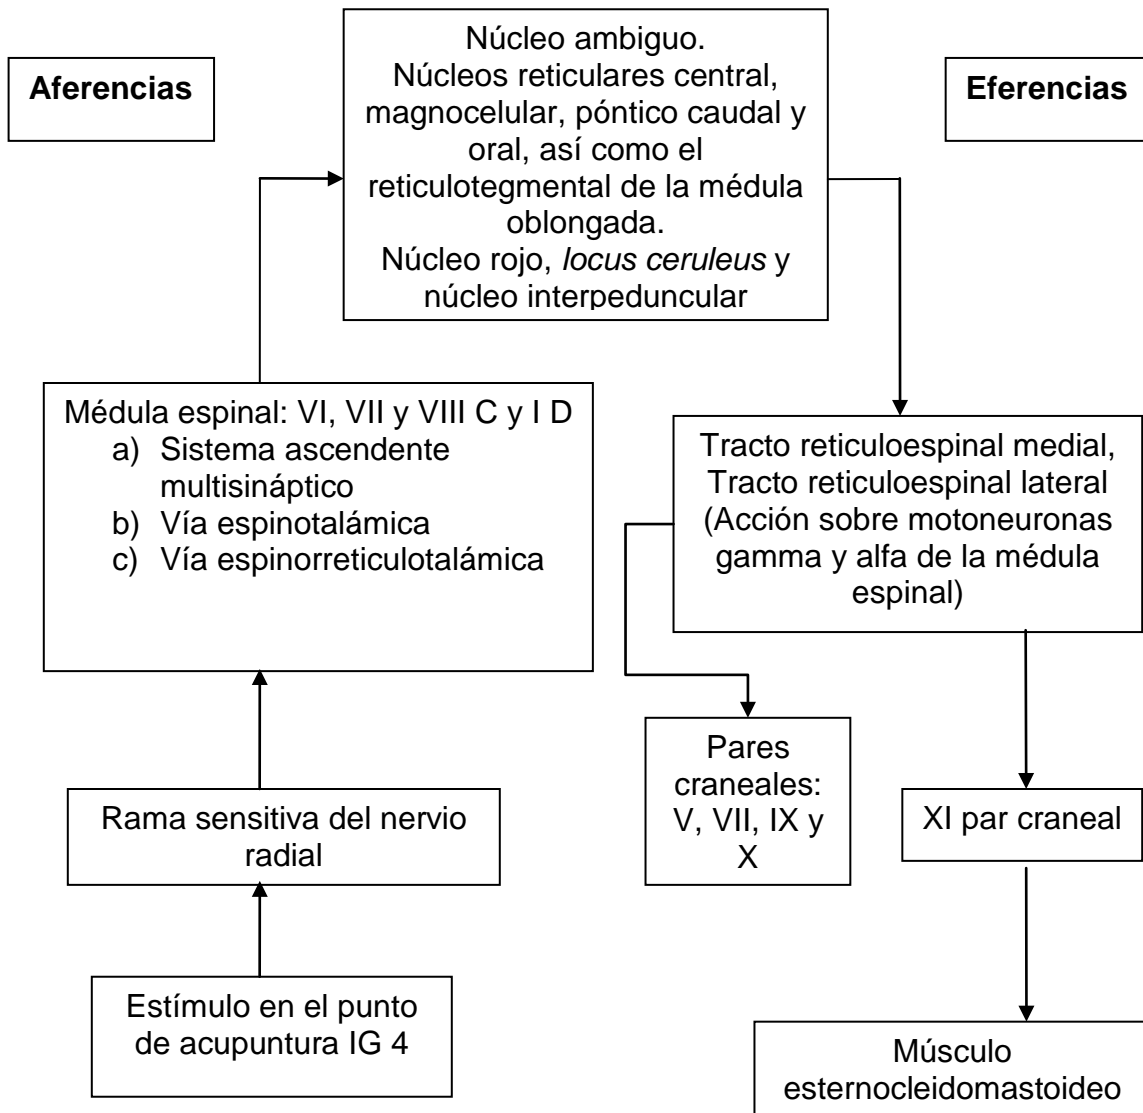 Aferencias
Núcleo ambiguo.
Núcleos reticulares central,
magnocelular, póntico caudal y
oral, así como el
reticulotegmental de la médula
oblongada.
Núcleo rojo, locus ceruleus y
núcleo interpeduncular
Eferencias
Médula espinal: VI, VII y VIII C y I D
a) Sistema ascendente
multisináptico
b) Vía espinotalámica
c) Vía espinorreticulotalámica
Tracto reticuloespinal medial,
Tracto reticuloespinal lateral
(Acción sobre motoneuronas
gamma y alfa de la médula
espinal)
Rama sensitiva del nervio
radial
Pares
craneales:
V, VII, IX y
X
XI par craneal
Estímulo en el punto
de acupuntura IG 4
Músculo
esternocleidomastoideo